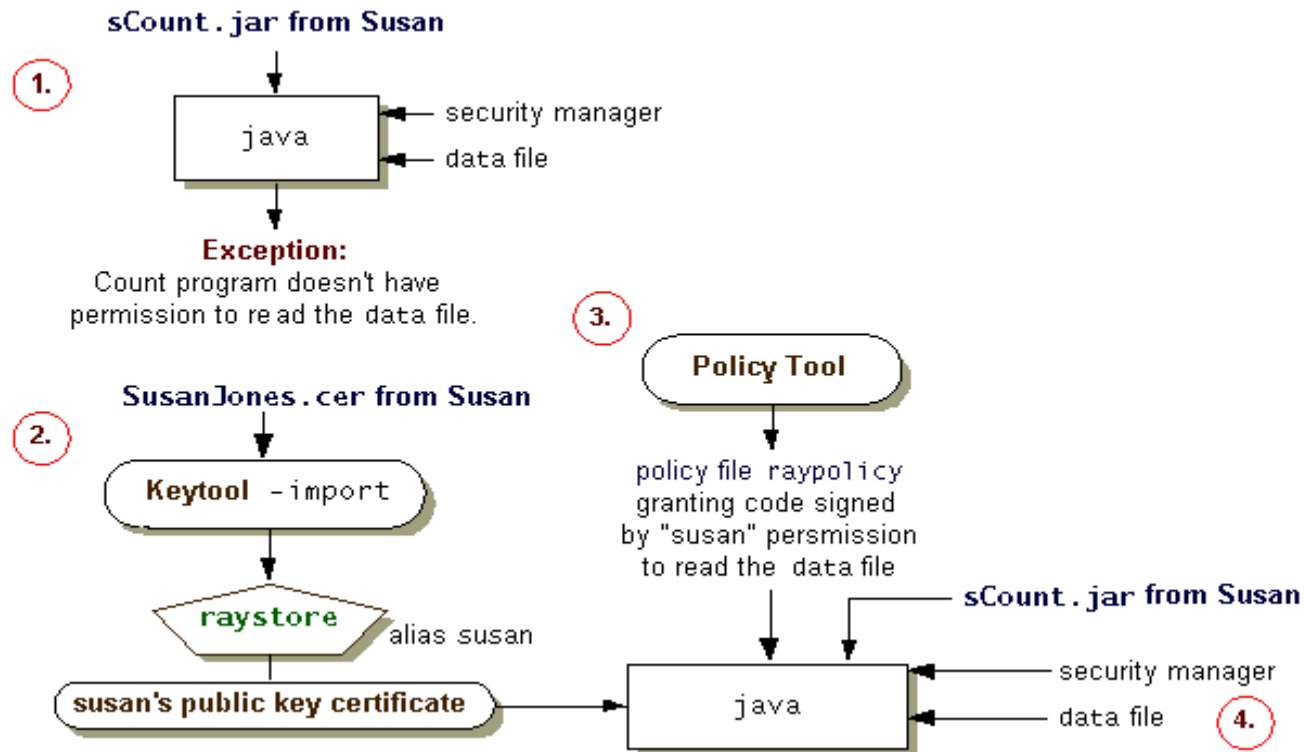 sCount.jar from Susan
1.
java
security manager
data file
Exception:
Count program doesn't have
permission to read the data file.
SusanJones.cer from Susan
2.
Keytool -import
raystore
alias susan
susan's public key certificate
3.
Policy Tool
policy file raypolicy
granting code signed
by "susan" persmission
to read the data file
sCount.jar from Susan
java
security manager
data file
4.